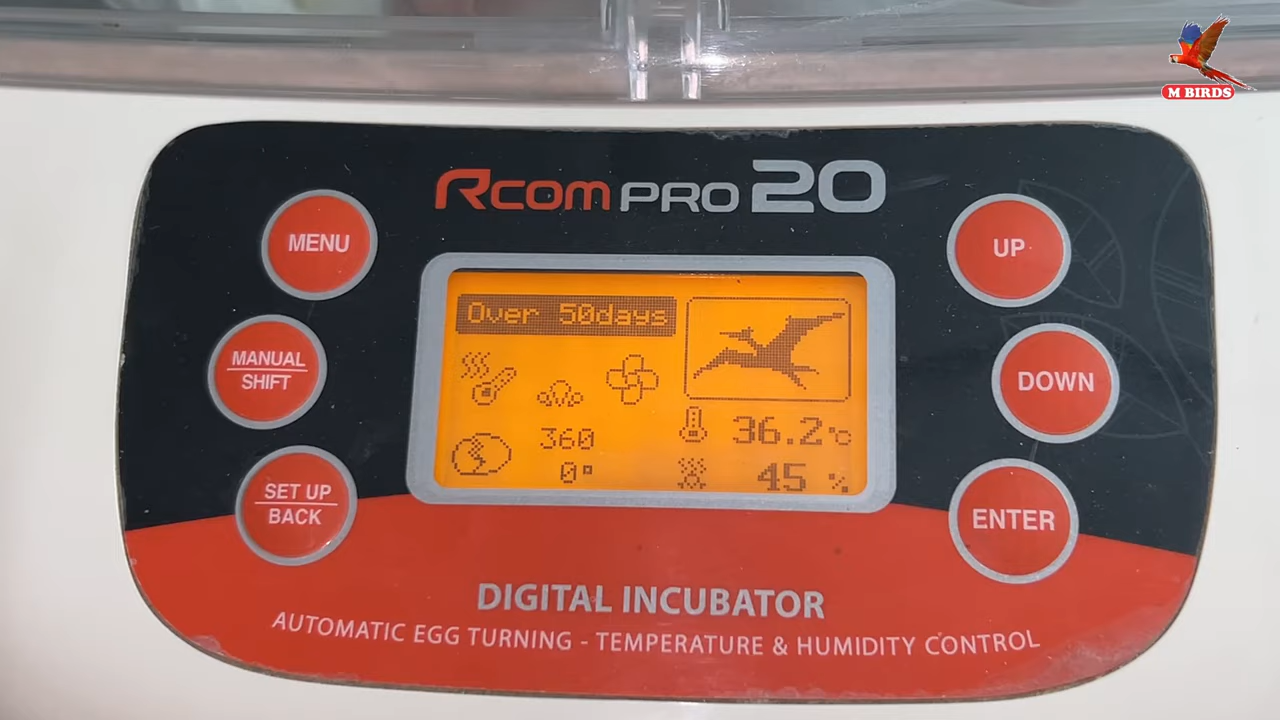 M BIRDS
Rcom PRO 20
MENU
UP
Over 50days
MANUAL
SHIFT
DOWN
36.2℃
360
0°
45 %
SET UP
BACK
ENTER
DIGITAL INCUBATOR
AUTOMATIC EGG TURNING - TEMPERATURE & HUMIDITY CONTROL